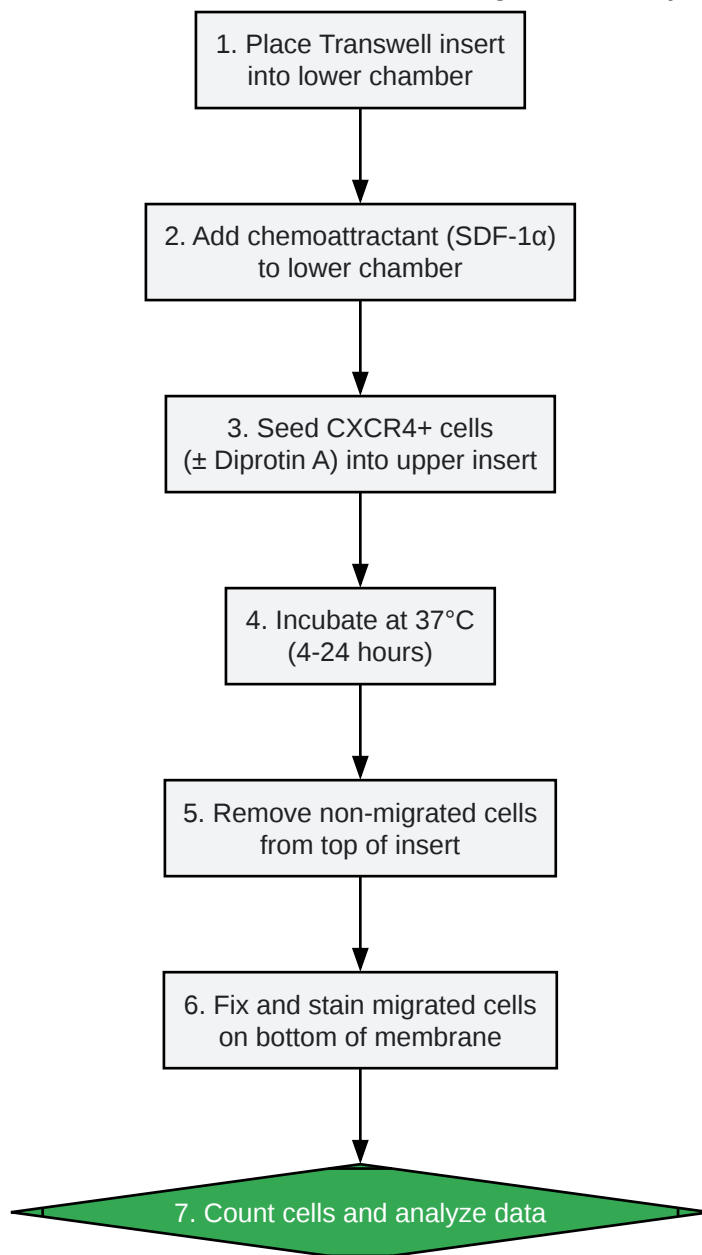 1. Place Transwell insert
into lower chamber
2. Add chemoattractant (SDF-1α)
to lower chamber
3. Seed CXCR4+ cells
(± Diprotin A) into upper insert
4. Incubate at 37°C
(4-24 hours)
5. Remove non-migrated cells
from top of insert
6. Fix and stain migrated cells
on bottom of membrane
7. Count cells and analyze data